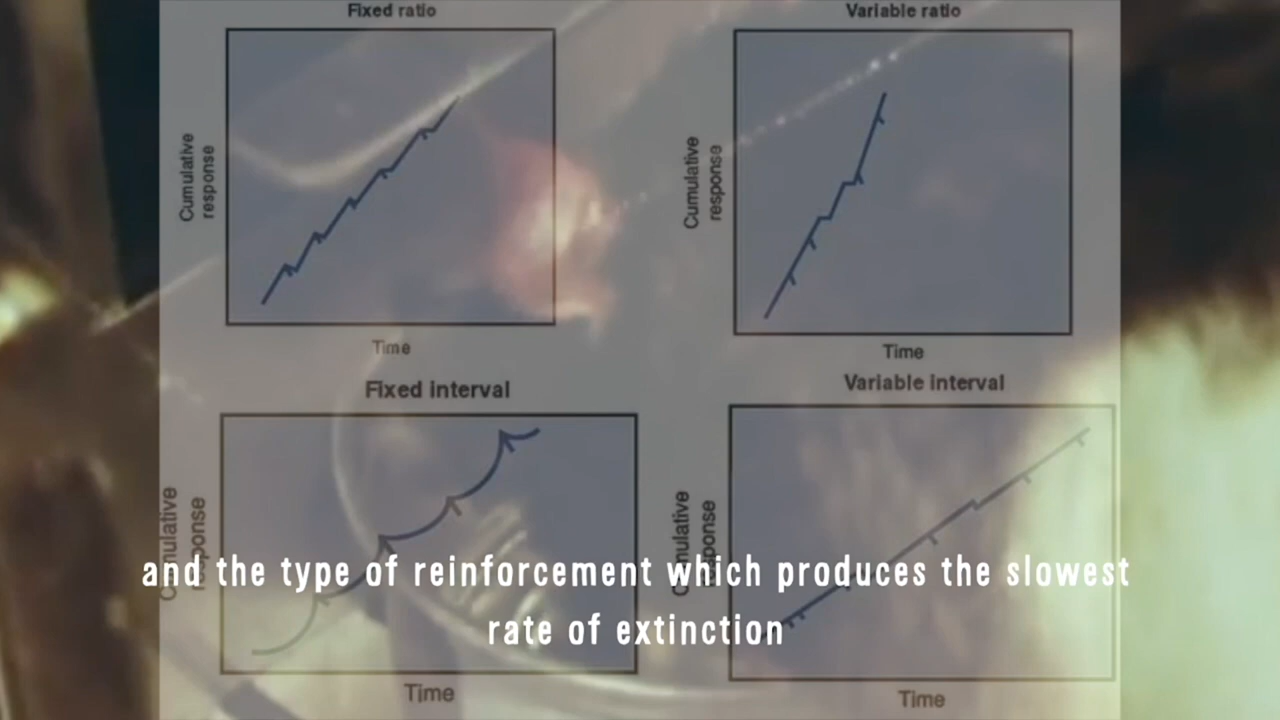 Fixed ratio
Variable ratio
Cumulative
response
Cumulative
response
Time
Time
Fixed interval
Variable interval
Cumulative
response
Cumulative
response
and the type of reinforcement which produces the slowest
rate of extinction
Time
Time